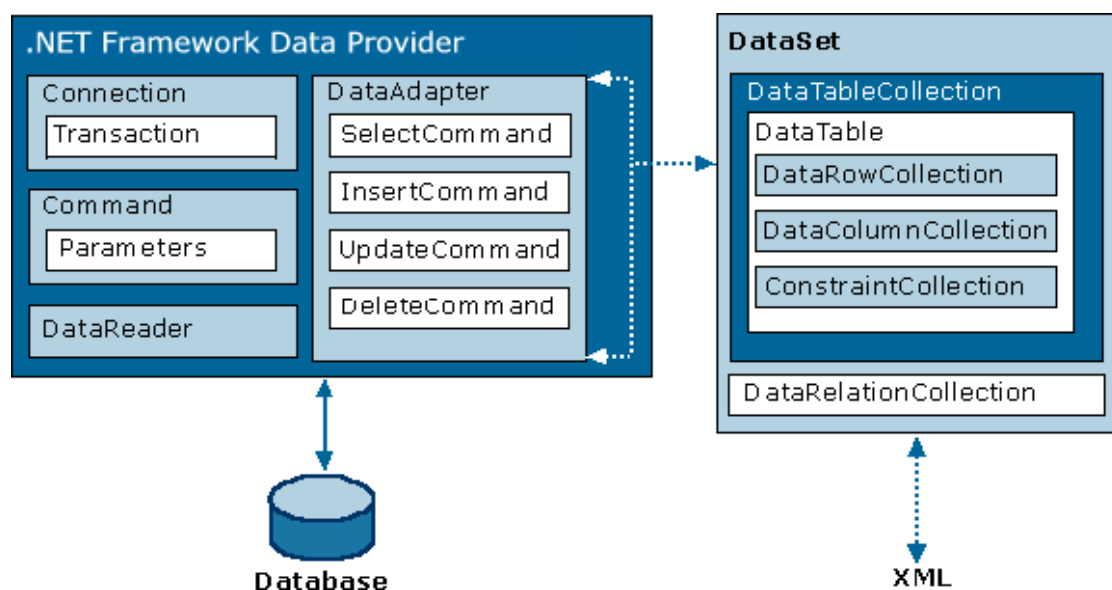 .NET Framework Data Provider
Connection
Transaction
Command
Parameters
DataReader
DataAdapter
SelectCommand
InsertCommand
UpdateCommand
DeleteCommand
Database
DataSet
DataTableCollection
DataTable
DataRowCollection
DataColumnCollection
ConstraintCollection
DataRelationCollection
XML